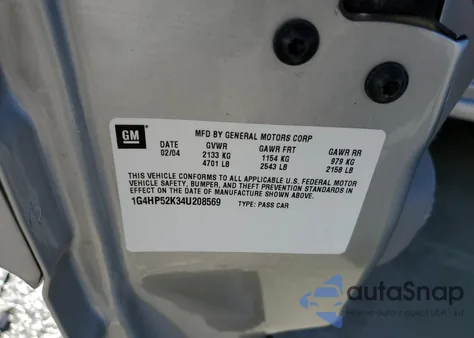 GM
MFD BY GENERAL MOTORS CORP
DATE GVWR GAWR FRT GAWR RR
02/04 2133 KG 1154 KG 979 KG
4701 LB 2543 LB 2158 LB
THIS VEHICLE CONFORMS TO ALL APPLICABLE U.S. FEDERAL MOTOR
VEHICLE SAFETY, BUMPER, AND THEFT PREVENTION STANDARDS IN
EFFECT ON THE DATE OF MANUFACTURE SHOWN ABOVE.
1G4HP52K34U208569 TYPE: PASS CAR
autoSnap